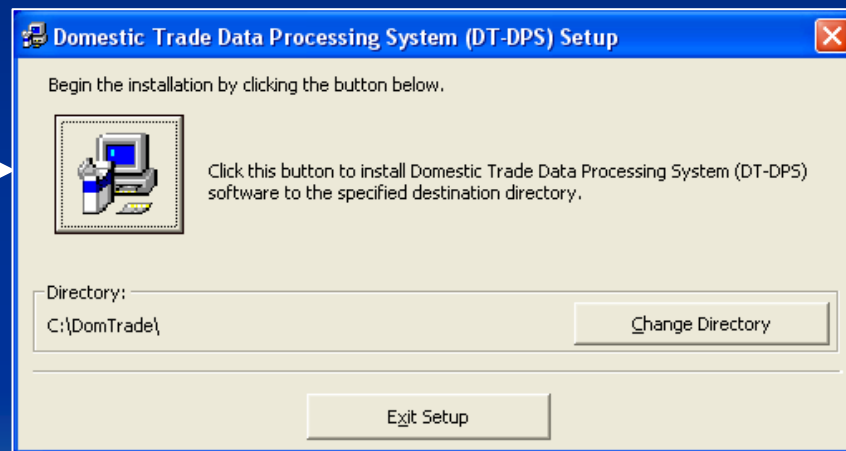 Domestic Trade Data Processing System (DT-DPS) Setup
Begin the installation by clicking the button below.
Click this button to install Domestic Trade Data Processing System (DT-DPS)
software to the specified destination directory.
Directory:
C:\DomTrade\
Change Directory
Exit Setup